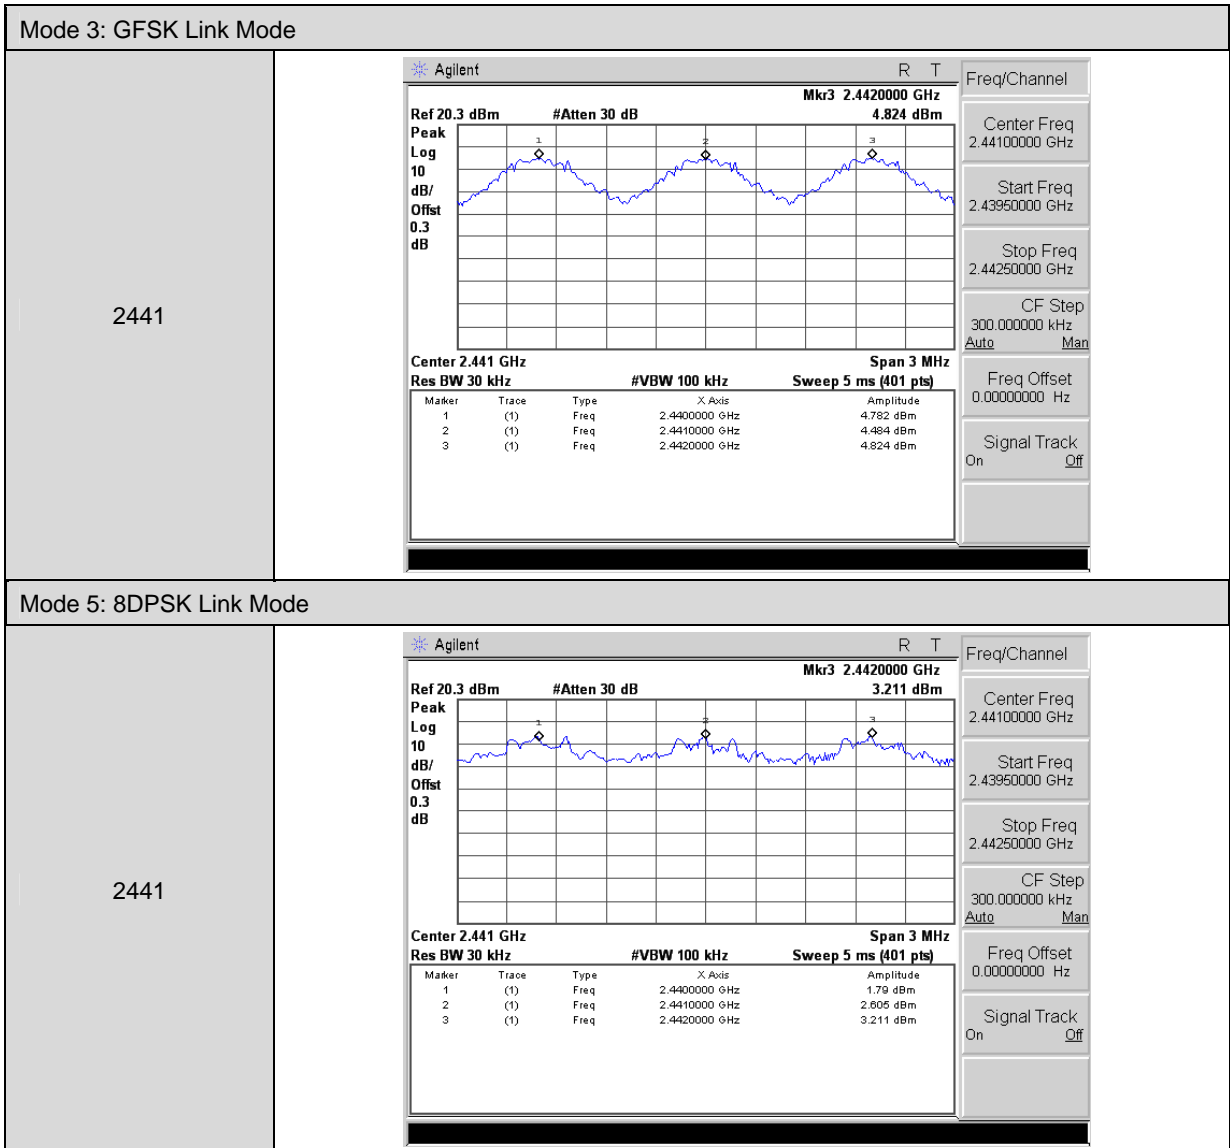 Mode 3: GFSK Link Mode
2441
Agilent R T
Mkr3 2.4420000 GHz
Ref 20.3 dBm #Atten 30 dB 4.824 dBm
Peak
Log
10
dB/
Offst
0.3
dB
1 2 3
Center 2.441 GHz Span 3 MHz
Res BW 30 kHz #VBW 100 kHz Sweep 5 ms (401 pts)
Marker Trace Type X Axis Amplitude
1 (1) Freq 2.4400000 GHz 4.782 dBm
2 (1) Freq 2.4410000 GHz 4.484 dBm
3 (1) Freq 2.4420000 GHz 4.824 dBm
Freq/Channel
Center Freq
2.44100000 GHz
Start Freq
2.43950000 GHz
Stop Freq
2.44250000 GHz
CF Step
300.000000 kHz
Auto Man
Freq Offset
0.00000000 Hz
Signal Track
On Off
Mode 5: 8DPSK Link Mode
2441
Agilent R T
Mkr3 2.4420000 GHz
Ref 20.3 dBm #Atten 30 dB 3.211 dBm
Peak
Log
10
dB/
Offst
0.3
dB
1 2 3
Center 2.441 GHz Span 3 MHz
Res BW 30 kHz #VBW 100 kHz Sweep 5 ms (401 pts)
Marker Trace Type X Axis Amplitude
1 (1) Freq 2.4400000 GHz 1.79 dBm
2 (1) Freq 2.4410000 GHz 2.605 dBm
3 (1) Freq 2.4420000 GHz 3.211 dBm
Freq/Channel
Center Freq
2.44100000 GHz
Start Freq
2.43950000 GHz
Stop Freq
2.44250000 GHz
CF Step
300.000000 kHz
Auto Man
Freq Offset
0.00000000 Hz
Signal Track
On Off